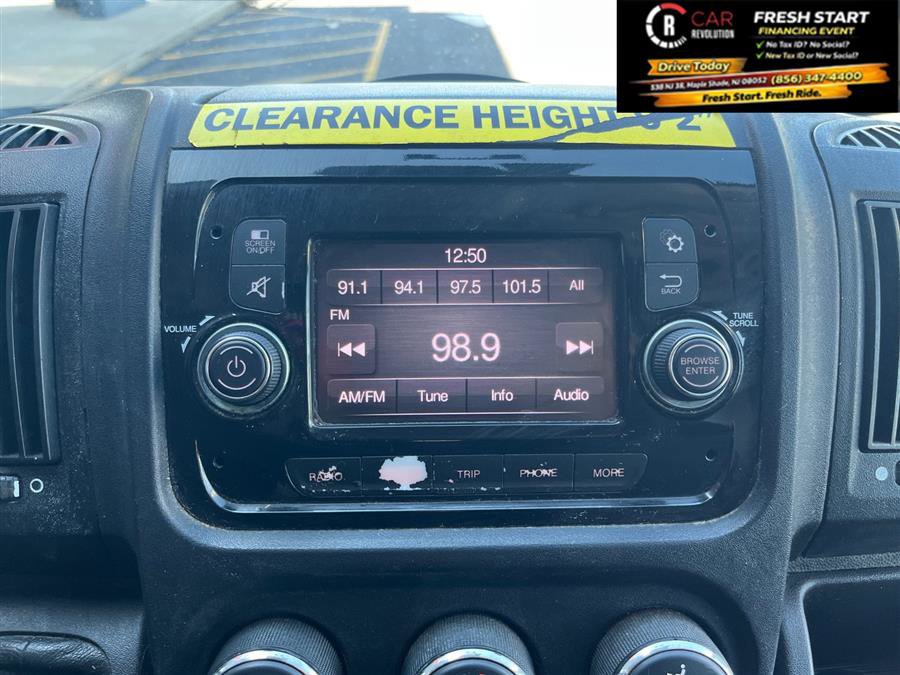 R CAR REVOLUTION
FRESH START
FINANCING EVENT
✓ No Tax ID? ✓ No Social?
✓ New Tax ID or New Social?
Drive Today
538 NJ 38, Maple Shade, NJ 08052 (856) 347-4400
Fresh Start. Fresh Ride.
CLEARANCE HEIGHT 2"
SCREEN ON/OFF
12:50
91.1 94.1 97.5 101.5 All
BACK
FM
VOLUME
TUNE SCROLL
98.9
BROWSE ENTER
AM/FM Tune Info Audio
RADIO TRIP PHONE MORE